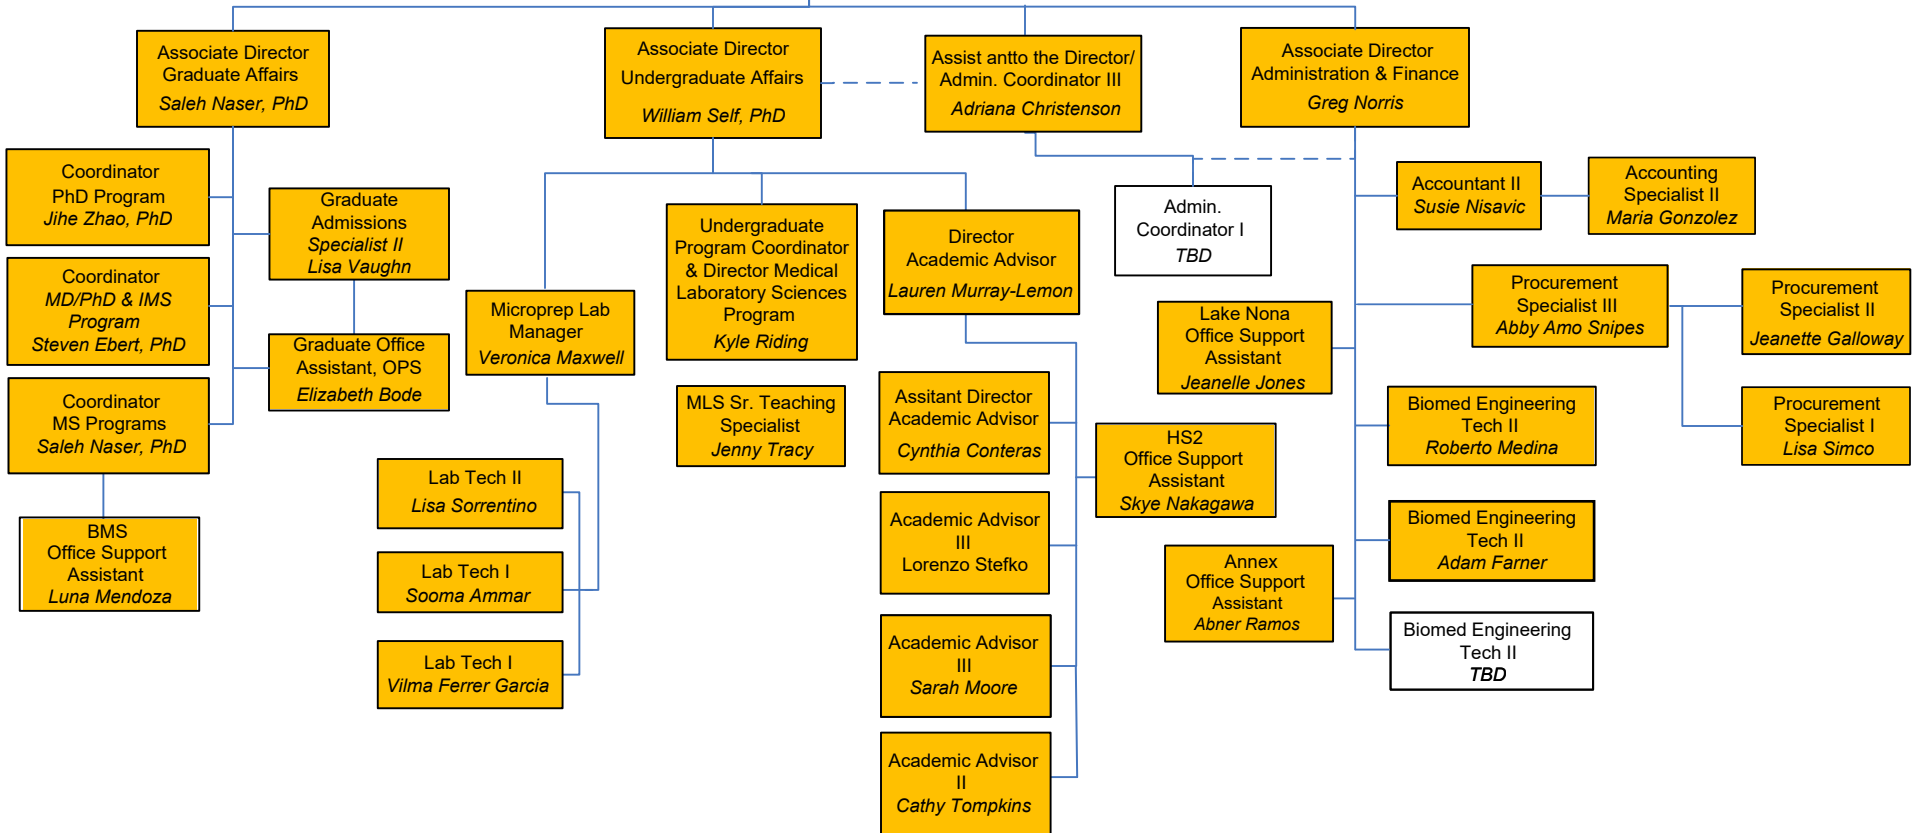 Associate Director
Graduate Affairs
Saleh Naser, PhD
Associate Director
Undergraduate Affairs
William Self, PhD
Assist antto the Director/
Admin. Coordinator III
Adriana Christenson
Associate Director
Administration & Finance
Greg Norris
Coordinator
PhD Program
Jihe Zhao, PhD
Graduate
Admissions
Specialist II
Lisa Vaughn
Coordinator
MD/PhD & IMS
Program
Steven Ebert, PhD
Graduate Office
Assistant, OPS
Elizabeth Bode
Coordinator
MS Programs
Saleh Naser, PhD
BMS
Office Support
Assistant
Luna Mendoza
Microprep Lab
Manager
Veronica Maxwell
Undergraduate
Program Coordinator
& Director Medical
Laboratory Sciences
Program
Kyle Riding
Director
Academic Advisor
Lauren Murray-Lemon
MLS Sr. Teaching
Specialist
Jenny Tracy
Lab Tech II
Lisa Sorrentino
Lab Tech I
Sooma Ammar
Lab Tech I
Vilma Ferrer Garcia
Assitant Director
Academic Advisor
Cynthia Conteras
HS2
Office Support
Assistant
Skye Nakagawa
Academic Advisor
III
Lorenzo Stefko
Academic Advisor
III
Sarah Moore
Academic Advisor
II
Cathy Tompkins
Admin.
Coordinator I
TBD
Accountant II
Susie Nisavic
Accounting
Specialist II
Maria Gonzolez
Procurement
Specialist III
Abby Amo Snipes
Procurement
Specialist II
Jeanette Galloway
Lake Nona
Office Support
Assistant
Jeanelle Jones
Procurement
Specialist I
Lisa Simco
Biomed Engineering
Tech II
Roberto Medina
Biomed Engineering
Tech II
Adam Farner
Annex
Office Support
Assistant
Abner Ramos
Biomed Engineering
Tech II
TBD